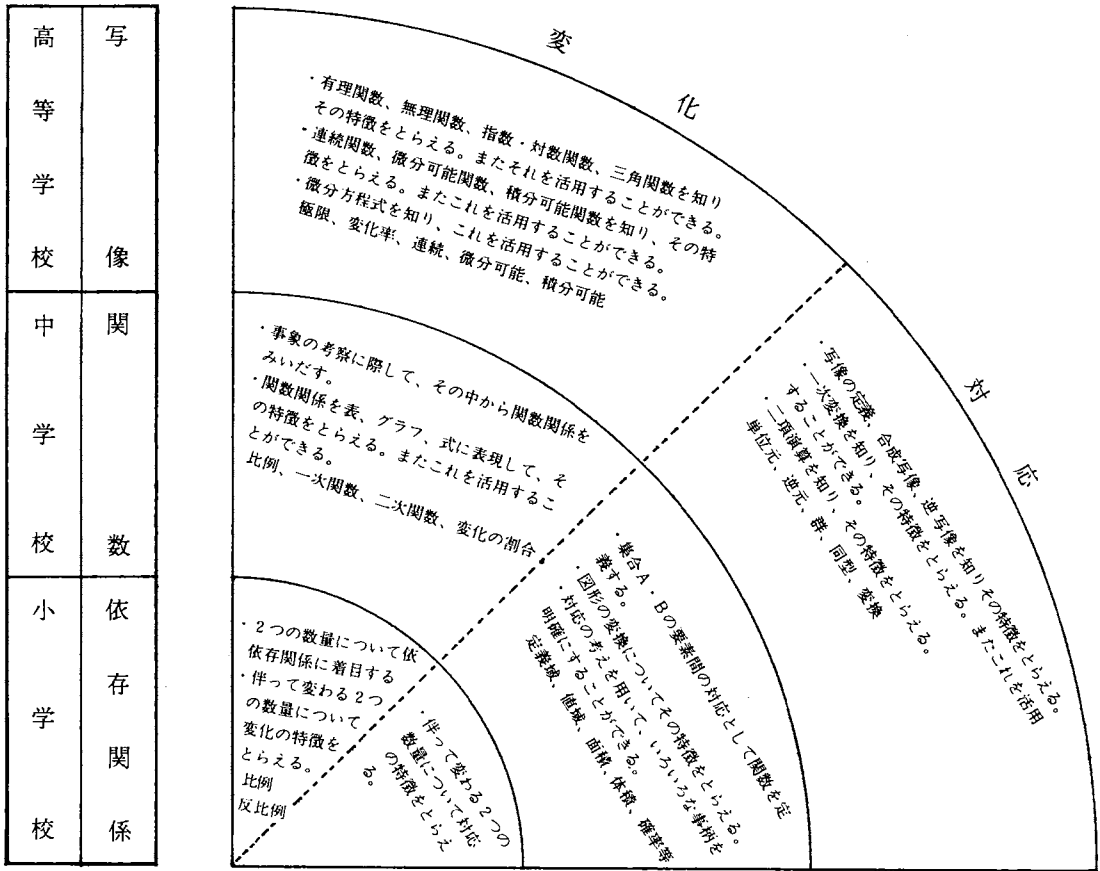 高等学校
写像
中学校
関数
小学校
依存関係
変化
対応
・有理関数、無理関数、指数・対数関数、三角関数を知り
その特徴をとらえる。またそれを活用することができる。
・連続関数、微分可能関数、積分可能関数を知り、その特
徴をとらえる。またこれを活用することができる。
・微分方程式を知り、これを活用することができる。
極限、変化率、連続、微分可能、積分可能
・写像の定義、合成写像、逆写像を知りその特徴をとらえる。
・一次変換を知り、その特徴をとらえる。またこれを活用
することができる。
・二項演算を知り、その特徴をとらえる。
単位元、逆元、群、同型、変換
・事象の考察に際して、その中から関数関係を
みいだす。
・関数関係を表、グラフ、式に表現して、そ
の特徴をとらえる。またこれを活用するこ
とができる。
比例、一次関数、二次関数、変化の割合
・集合A・Bの要素間の対応として関数を定
義する。
・図形の変換についてその特徴をとらえる。
・対応の考えを用いて、いろいろな事柄を
明確にすることができる。
定義域、値域、面積、体積、確率等
・2つの数量について依
依存関係に着目する
・伴って変わる2つ
の数量について
変化の特徴を
とらえる。
比例
反比例
・伴って変わる2つの
数量について対応
の特徴をとらえ
る。